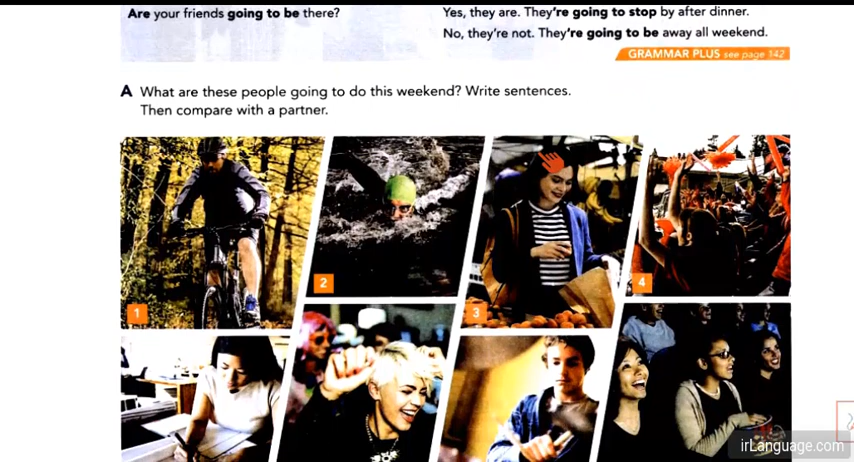 Are your friends going to be there?
Yes, they are. They're going to stop by after dinner.
No, they're not. They're going to be away all weekend.
GRAMMAR PLUS see page 142
A What are these people going to do this weekend? Write sentences.
Then compare with a partner.
1
2
3
4
irLanguage.com